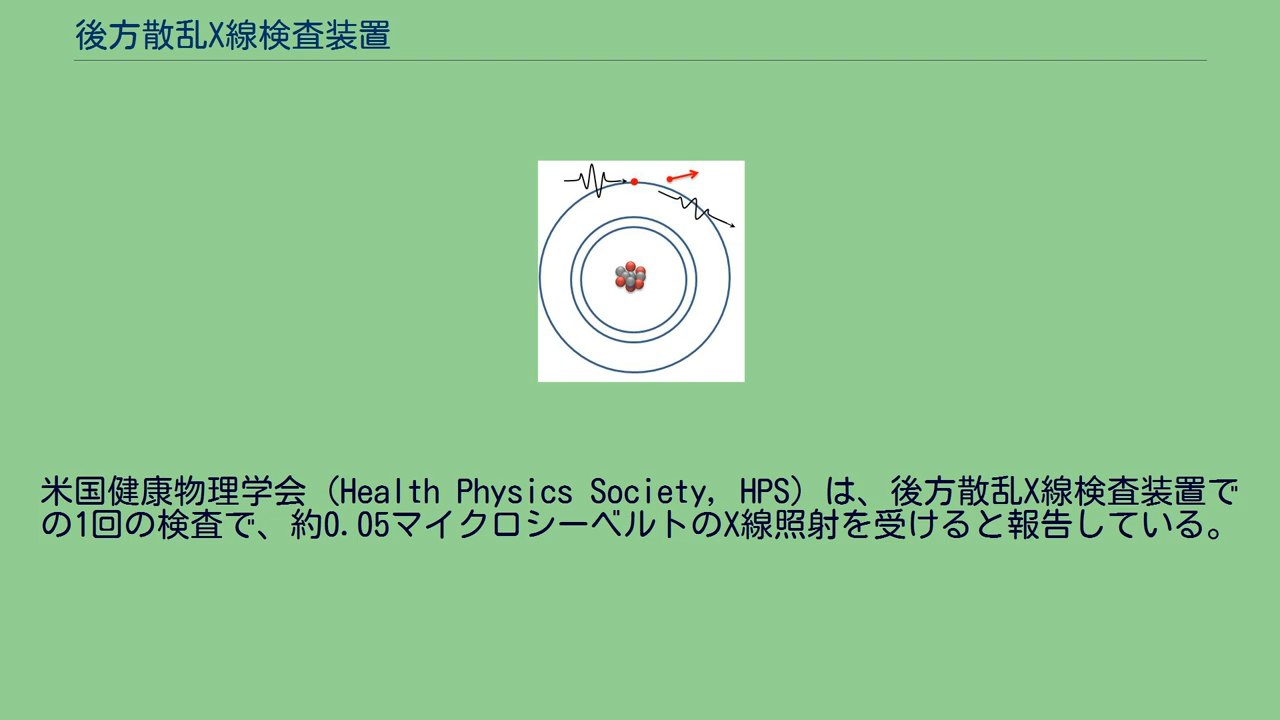 後方散乱X線検査装置
米国健康物理学会（Health Physics Society, HPS）は、後方散乱X線検査装置で
の1回の検査で、約0.05マイクロシーベルトのX線照射を受けると報告している。